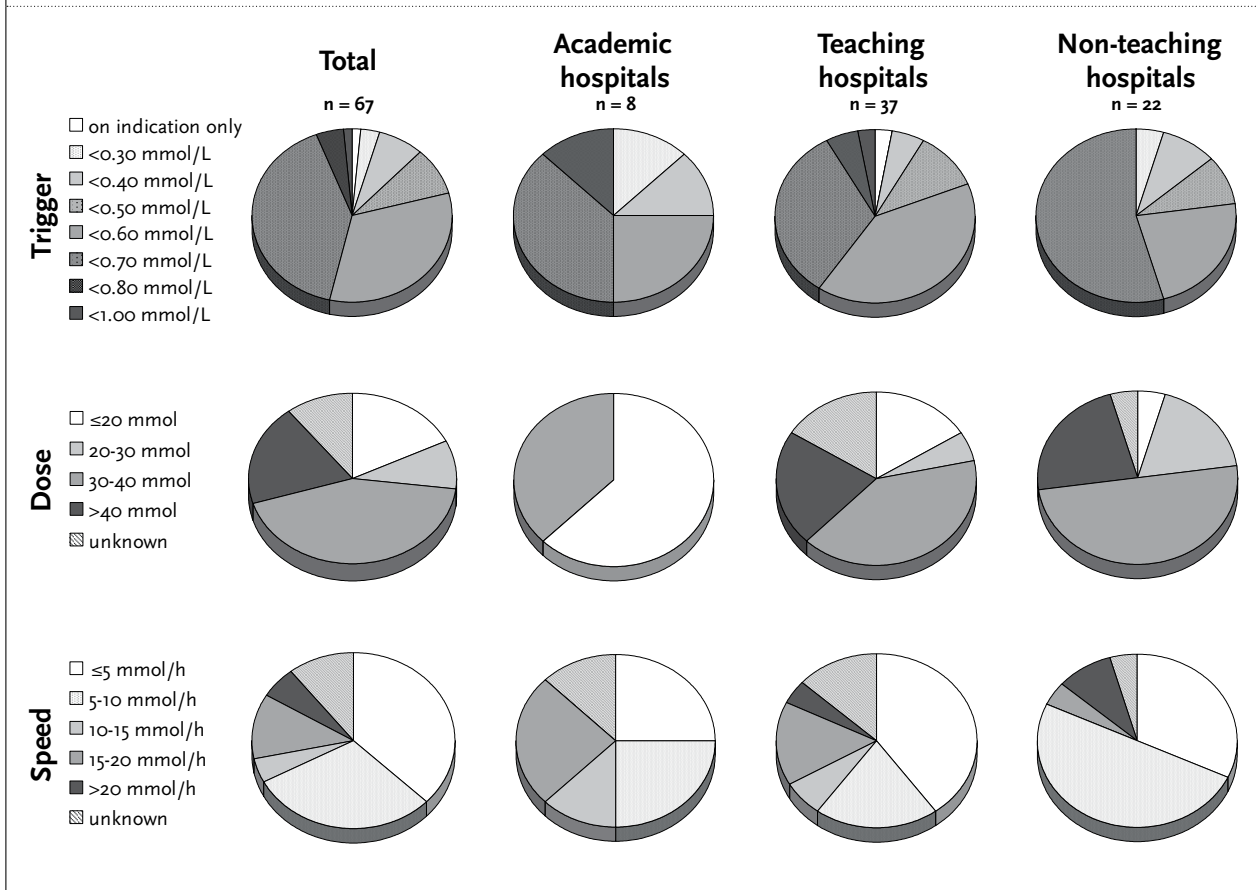 Total
Academic
hospitals
Teaching
hospitals
Non-teaching
hospitals
n = 67
n = 8
n = 37
n = 22
Trigger
on indication only
<0.30 mmol/L
<0.40 mmol/L
<0.50 mmol/L
<0.60 mmol/L
<0.70 mmol/L
<0.80 mmol/L
<1.00 mmol/L
Dose
≤20 mmol
20-30 mmol
30-40 mmol
>40 mmol
unknown
Speed
≤5 mmol/h
5-10 mmol/h
10-15 mmol/h
15-20 mmol/h
>20 mmol/h
unknown